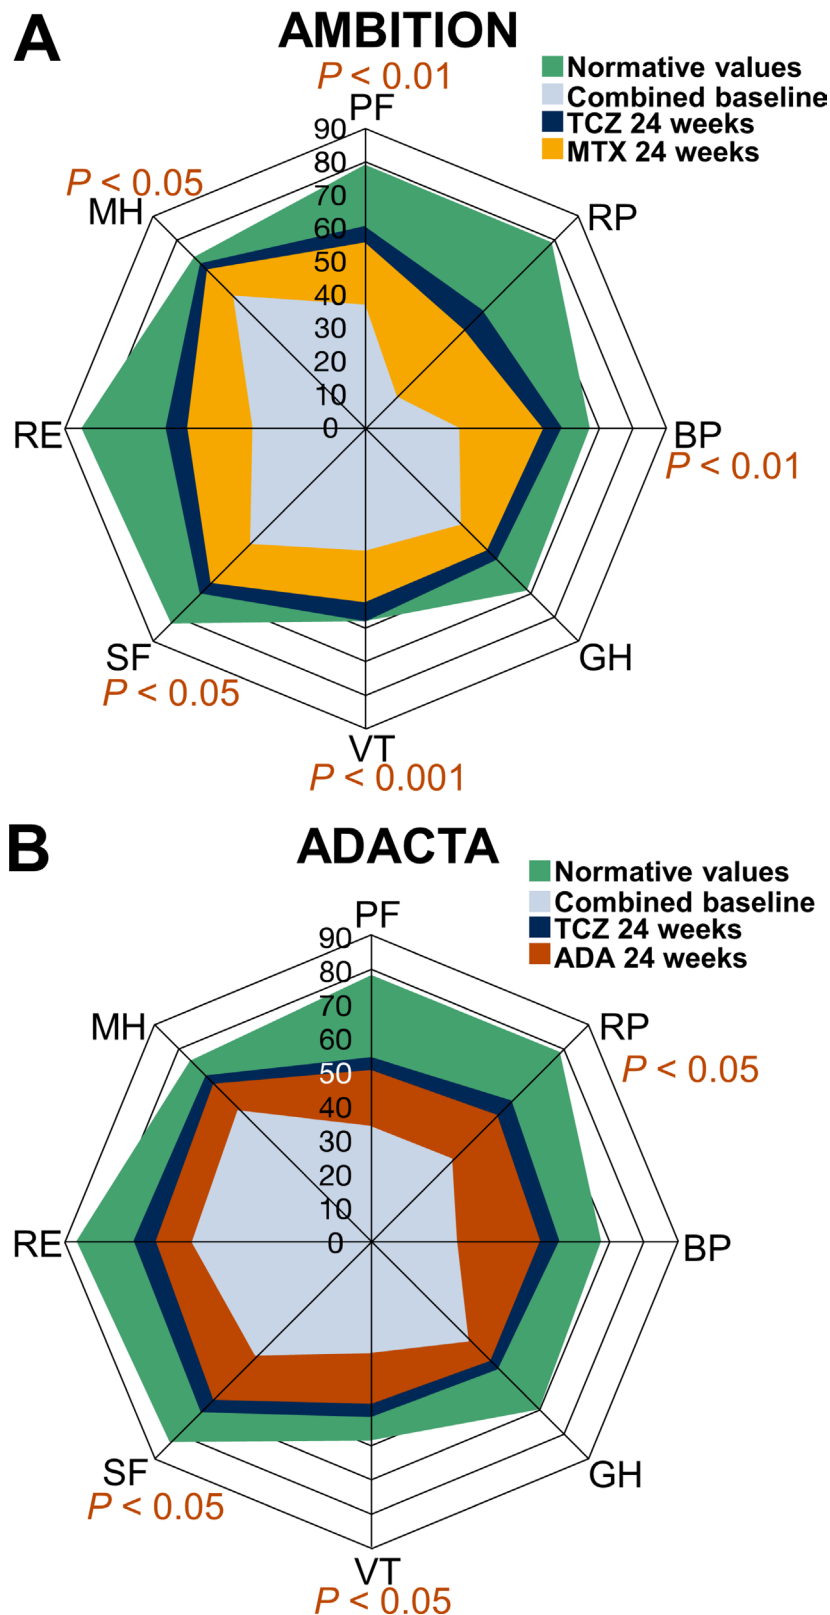 A
AMBITION
P < 0.01
PF
Normative values
Combined baseline
TCZ 24 weeks
MTX 24 weeks
90
80
70
60
50
40
30
20
10
0
P < 0.05
MH
RP
RE
BP
P < 0.01
SF
P < 0.05
GH
VT
P < 0.001
B
ADACTA
PF
Normative values
Combined baseline
TCZ 24 weeks
ADA 24 weeks
90
80
70
60
50
40
30
20
10
0
MH
RP
P < 0.05
RE
BP
SF
P < 0.05
GH
VT
P < 0.05